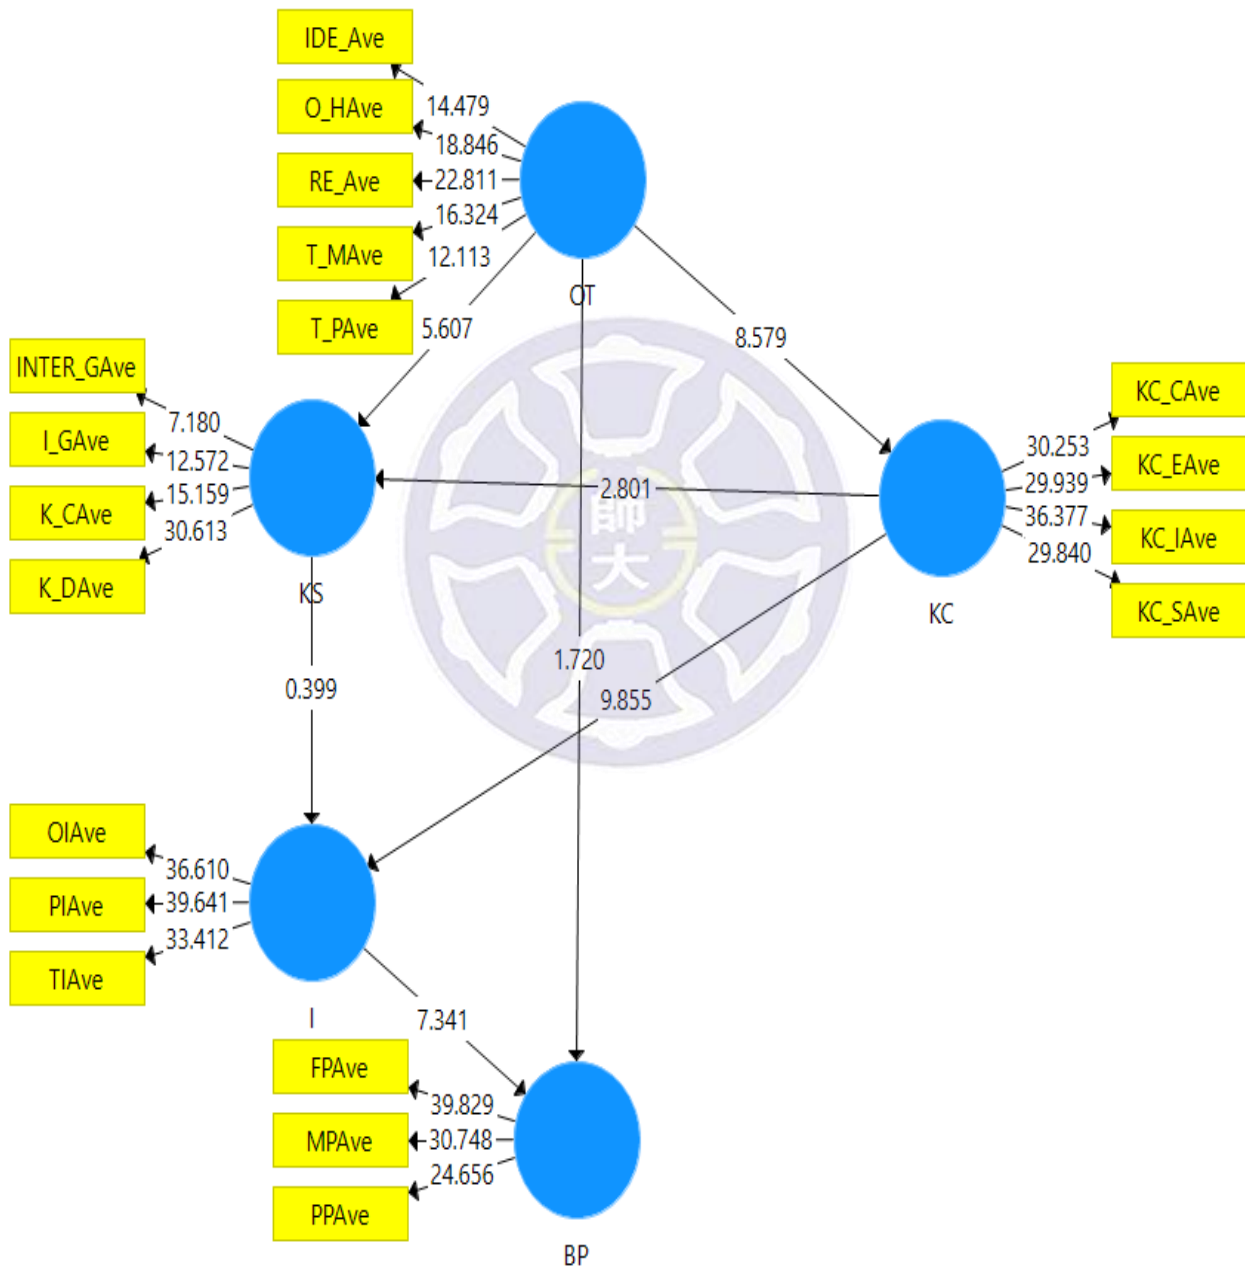 IDE_Ave
14.479
O_HAve
18.846
RE_Ave
22.811
T_MAve
16.324
T_PAve
12.113
OT
5.607
8.579
INTER_GAve
7.180
I_GAve
12.572
K_CAve
15.159
K_DAve
30.613
KS
2.801
KC_CAve
30.253
KC_EAve
29.939
KC_IAve
36.377
KC_SAve
29.840
KC
師
大
0.399
1.720
9.855
OIAve
36.610
PIAve
39.641
TIAve
33.412
I
7.341
FPAve
39.829
MPAve
30.748
PPAve
24.656
BP